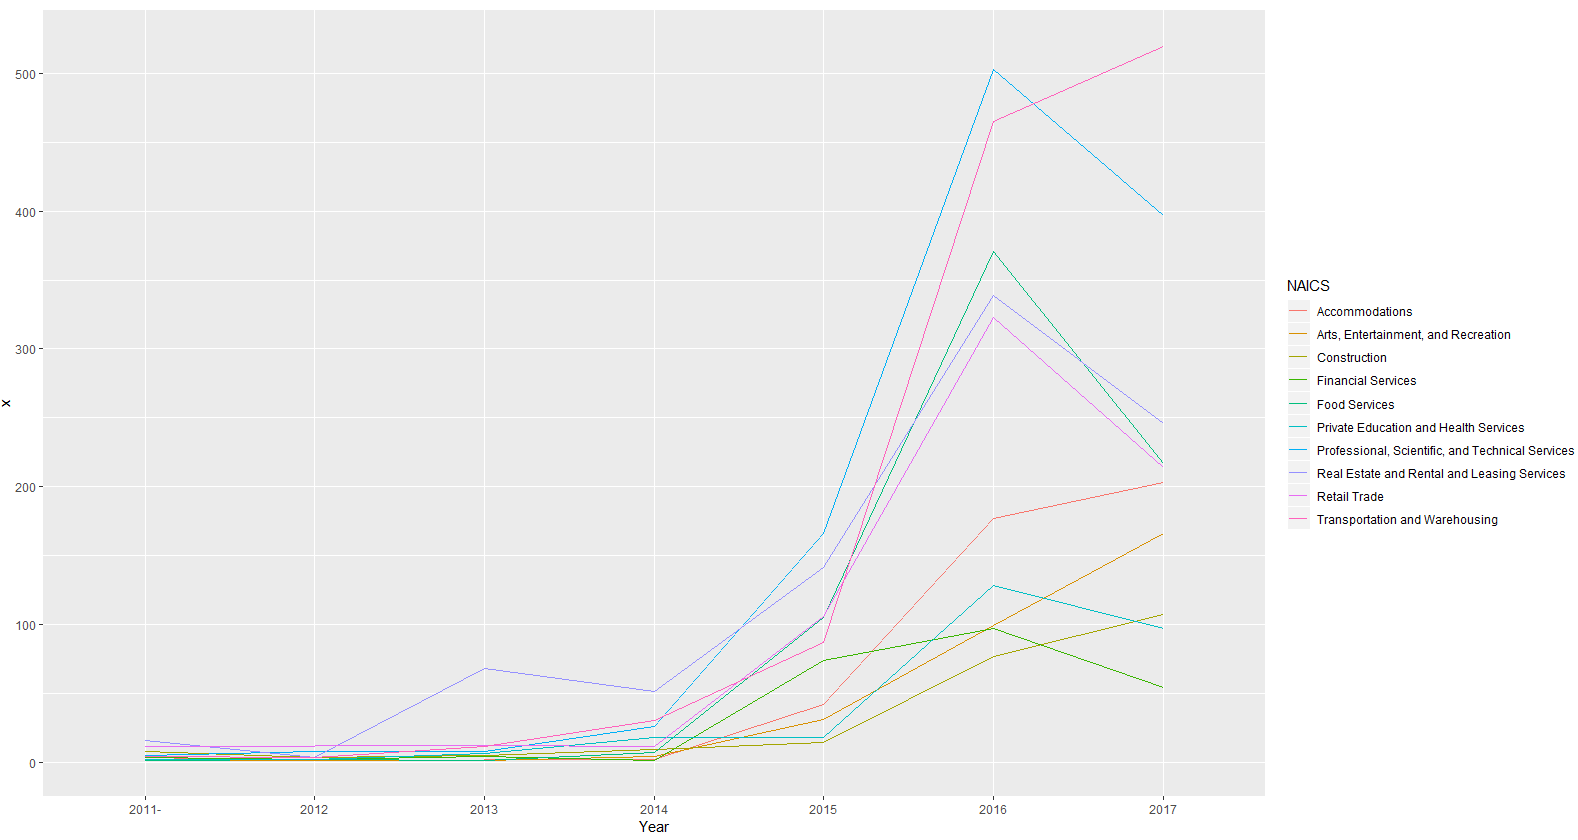 500
400
300
200
100
0
x
2011-
2012
2013
2014
2015
2016
2017
Year
NAICS
Accommodations
Arts, Entertainment, and Recreation
Construction
Financial Services
Food Services
Private Education and Health Services
Professional, Scientific, and Technical Services
Real Estate and Rental and Leasing Services
Retail Trade
Transportation and Warehousing